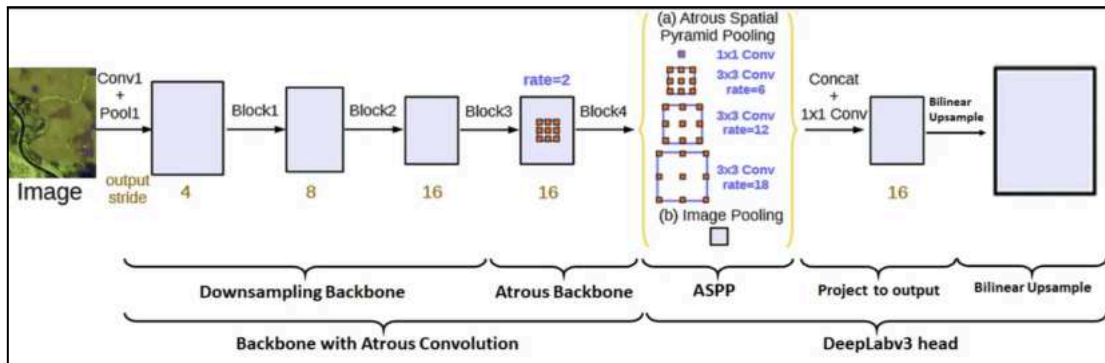 (a) Atrous Spatial
Pyramid Pooling
1x1 Conv
3x3 Conv
rate=6
3x3 Conv
rate=12
3x3 Conv
rate=18
(b) Image Pooling
Conv1
+
Pool1
Block1
Block2
Block3
rate=2
Block4
Concat
+
1x1 Conv
Bilinear
Upsample
Image
output
stride
4
8
16
16
16
Downsampling Backbone
Atrous Backbone
ASPP
Project to output
Bilinear Upsample
Backbone with Atrous Convolution
DeepLabv3 head